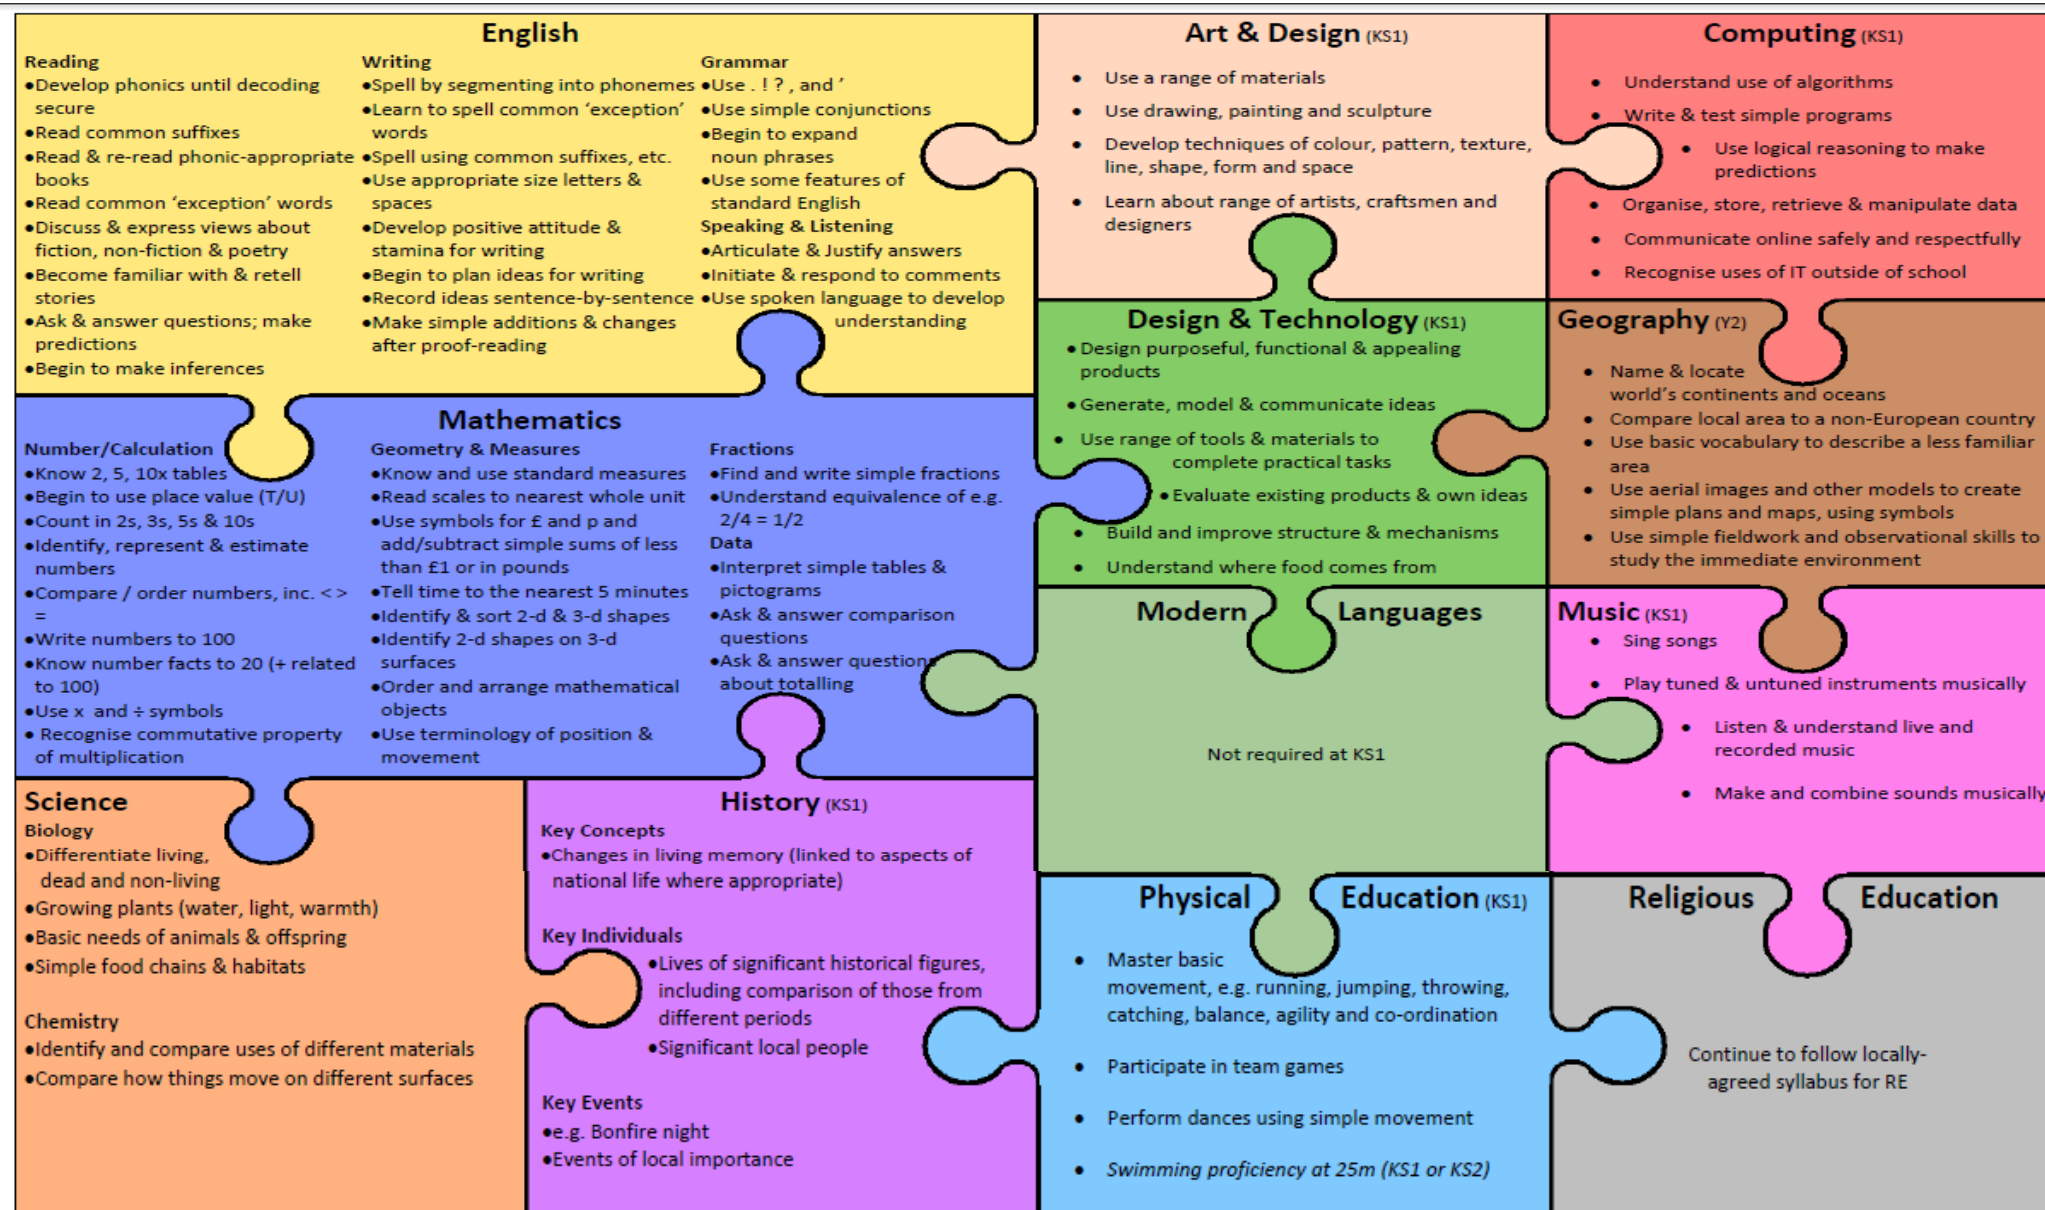 English
Reading
•Develop phonics until decoding
secure
•Read common suffixes
•Read & re-read phonic-appropriate
books
•Read common ‘exception’ words
•Discuss & express views about
fiction, non-fiction & poetry
•Become familiar with & retell
stories
•Ask & answer questions; make
predictions
•Begin to make inferences
Writing
•Spell by segmenting into phonemes
•Learn to spell common ‘exception’
words
•Spell using common suffixes, etc.
•Use appropriate size letters &
spaces
•Develop positive attitude &
stamina for writing
•Begin to plan ideas for writing
•Record ideas sentence-by-sentence
•Make simple additions & changes
after proof-reading
Grammar
•Use . ! ? , and ’
•Use simple conjunctions
•Begin to expand
noun phrases
•Use some features of
standard English
Speaking & Listening
•Articulate & Justify answers
•Initiate & respond to comments
•Use spoken language to develop
understanding
Art & Design (KS1)
• Use a range of materials
• Use drawing, painting and sculpture
• Develop techniques of colour, pattern, texture,
line, shape, form and space
• Learn about range of artists, craftsmen and
designers
Computing (KS1)
• Understand use of algorithms
• Write & test simple programs
• Use logical reasoning to make
predictions
• Organise, store, retrieve & manipulate data
• Communicate online safely and respectfully
• Recognise uses of IT outside of school
Mathematics
Number/Calculation
•Know 2, 5, 10x tables
•Begin to use place value (T/U)
•Count in 2s, 3s, 5s & 10s
•Identify, represent & estimate
numbers
•Compare / order numbers, inc. < >
=
•Write numbers to 100
•Know number facts to 20 (+ related
to 100)
•Use x and ÷ symbols
• Recognise commutative property
of multiplication
Geometry & Measures
•Know and use standard measures
•Read scales to nearest whole unit
•Use symbols for £ and p and
add/subtract simple sums of less
than £1 or in pounds
•Tell time to the nearest 5 minutes
•Identify & sort 2-d & 3-d shapes
•Identify 2-d shapes on 3-d
surfaces
•Order and arrange mathematical
objects
•Use terminology of position &
movement
Fractions
•Find and write simple fractions
•Understand equivalence of e.g.
2/4 = 1/2
Data
•Interpret simple tables &
pictograms
•Ask & answer comparison
questions
•Ask & answer questions
about totalling
Design & Technology (KS1)
• Design purposeful, functional & appealing
products
• Generate, model & communicate ideas
• Use range of tools & materials to
complete practical tasks
• Evaluate existing products & own ideas
• Build and improve structure & mechanisms
• Understand where food comes from
Geography (Y2)
• Name & locate
world’s continents and oceans
• Compare local area to a non-European country
• Use basic vocabulary to describe a less familiar
area
• Use aerial images and other models to create
simple plans and maps, using symbols
• Use simple fieldwork and observational skills to
study the immediate environment
Modern Languages
Not required at KS1
Music (KS1)
• Sing songs
• Play tuned & untuned instruments musically
• Listen & understand live and
recorded music
• Make and combine sounds musically
Science
Biology
•Differentiate living,
dead and non-living
•Growing plants (water, light, warmth)
•Basic needs of animals & offspring
•Simple food chains & habitats
Chemistry
•Identify and compare uses of different materials
•Compare how things move on different surfaces
History (KS1)
Key Concepts
•Changes in living memory (linked to aspects of
national life where appropriate)
Key Individuals
•Lives of significant historical figures,
including comparison of those from
different periods
•Significant local people
Key Events
•e.g. Bonfire night
•Events of local importance
Physical Education (KS1)
• Master basic
movement, e.g. running, jumping, throwing,
catching, balance, agility and co-ordination
• Participate in team games
• Perform dances using simple movement
• Swimming proficiency at 25m (KS1 or KS2)
Religious Education
Continue to follow locally-
agreed syllabus for RE